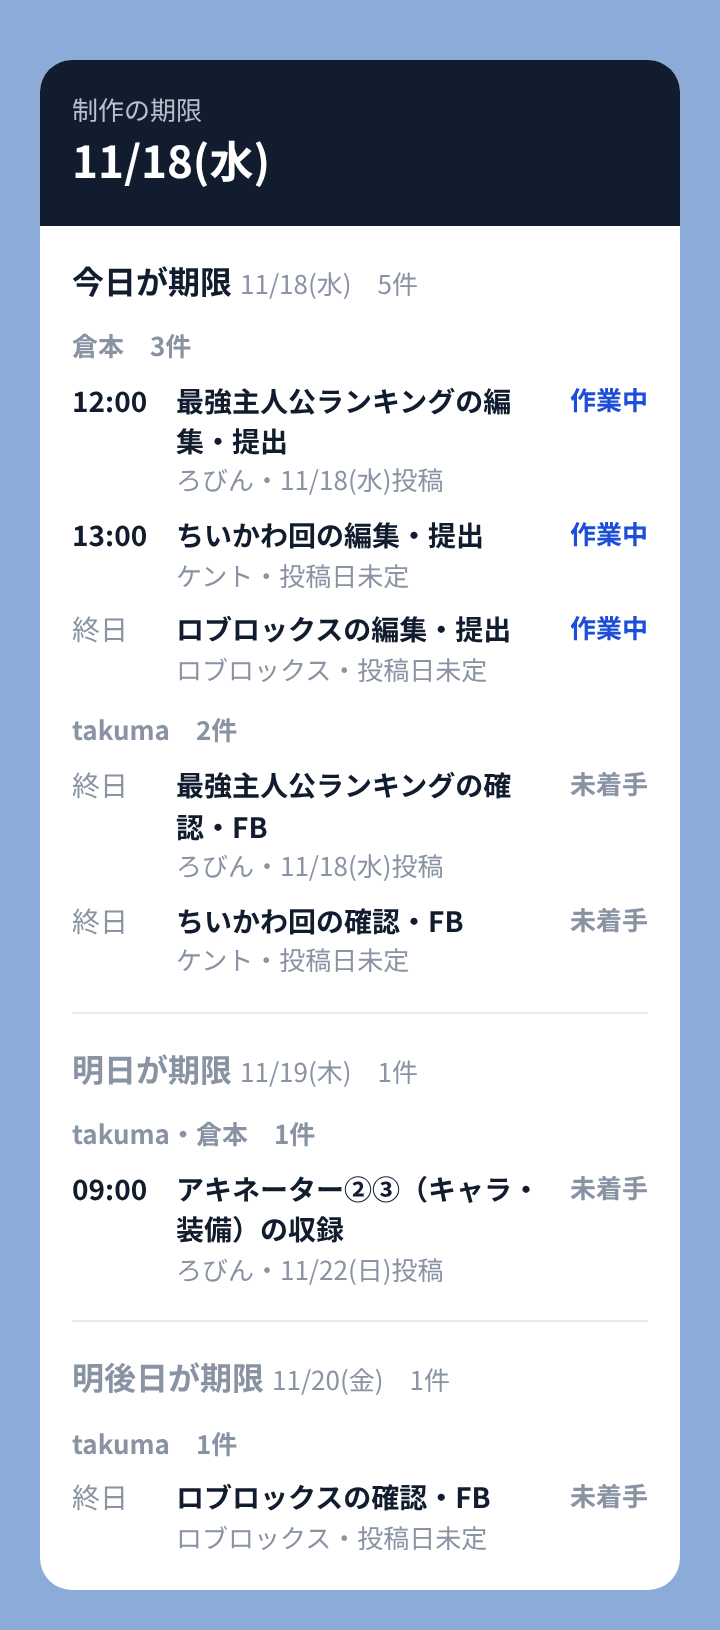 制作の期限
11/18(水)
今日が期限 11/18(水)　5件
倉本　3件
12:00 最強主人公ランキングの編 作業中
集・提出
ろびん・11/18(水)投稿
13:00 ちいかわ回の編集・提出 作業中
ケント・投稿日未定
終日 ロブロックスの編集・提出 作業中
ロブロックス・投稿日未定
takuma　2件
終日 最強主人公ランキングの確 未着手
認・FB
ろびん・11/18(水)投稿
終日 ちいかわ回の確認・FB 未着手
ケント・投稿日未定
明日が期限 11/19(木)　1件
takuma・倉本　1件
09:00 アキネーター②③（キャラ・ 未着手
装備）の収録
ろびん・11/22(日)投稿
明後日が期限 11/20(金)　1件
takuma　1件
終日 ロブロックスの確認・FB 未着手
ロブロックス・投稿日未定